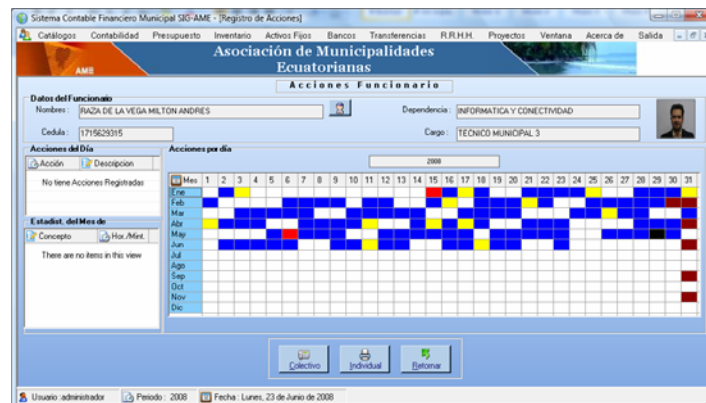 Sistema Contable Financiero Municipal SIG-AME - [Registro de Acciones]
Catálogos Contabilidad Presupuesto Inventario Activos Fijos Bancos Transferencias R.R.H.H. Proyectos Ventana Acerca de Salida
Asociación de Municipalidades
Ecuatorianas
AME
Acciones Funcionario
Datos del Funcionario
Nombres : RAZA DE LA VEGA MILTON ANDRES Dependencia : INFORMATICA Y CONECTIVIDAD
Cedula : 1715629315 Cargo : TECNICO MUNICIPAL 3
Acciones del Día
Acción Descripcion
No tiene Acciones Registradas
Acciones por día
2008
Mes 1 2 3 4 5 6 7 8 9 10 11 12 13 14 15 16 17 18 19 20 21 22 23 24 25 26 27 28 29 30 31
Ene
Feb
Mar
Abr
May
Jun
Jul
Ago
Sep
Oct
Nov
Dic
Estadist. del Mes de
Concepto Hor./Mint.
There are no items in this view
Colectivo Individual Retornar
Usuario :administrador Periodo : 2008 Fecha : Lunes, 23 de Junio de 2008